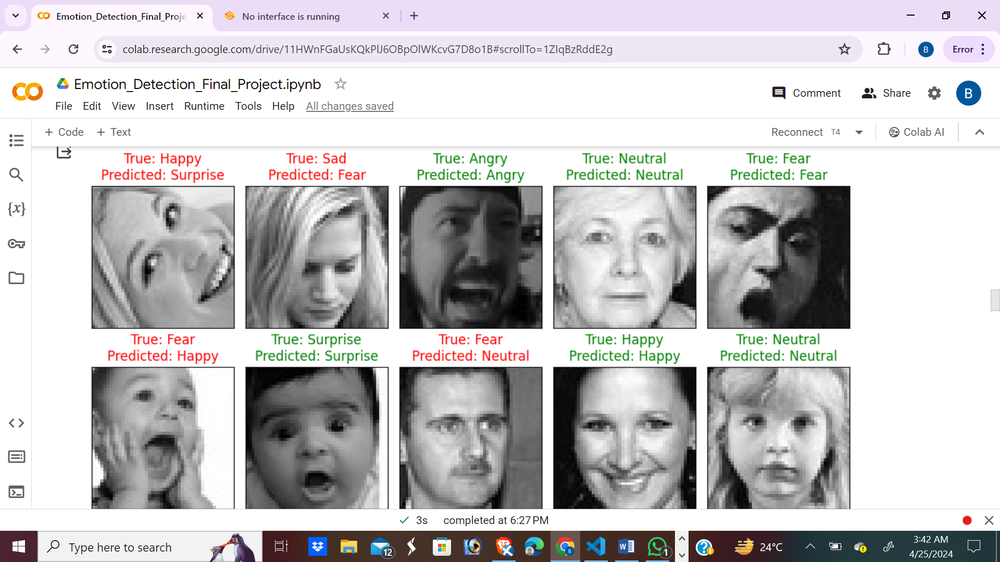 Emotion_Detection_Final_Proje
No interface is running
colab.research.google.com/drive/11HWnFGaUsKQkPlJ6OBpOlWKcvG7D8o1B#scrollTo=1ZIqBzRddE2g
B
Error
Emotion_Detection_Final_Project.ipynb
Comment
Share
B
File Edit View Insert Runtime Tools Help All changes saved
+ Code + Text
Reconnect T4
Colab AI
True: Happy
Predicted: Surprise
True: Sad
Predicted: Fear
True: Angry
Predicted: Angry
True: Neutral
Predicted: Neutral
True: Fear
Predicted: Fear
{x}
True: Fear
Predicted: Happy
True: Surprise
Predicted: Surprise
True: Fear
Predicted: Neutral
True: Happy
Predicted: Happy
True: Neutral
Predicted: Neutral
3s completed at 6:27 PM
Type here to search
12
B
1
24°C
3:42 AM
4/25/2024